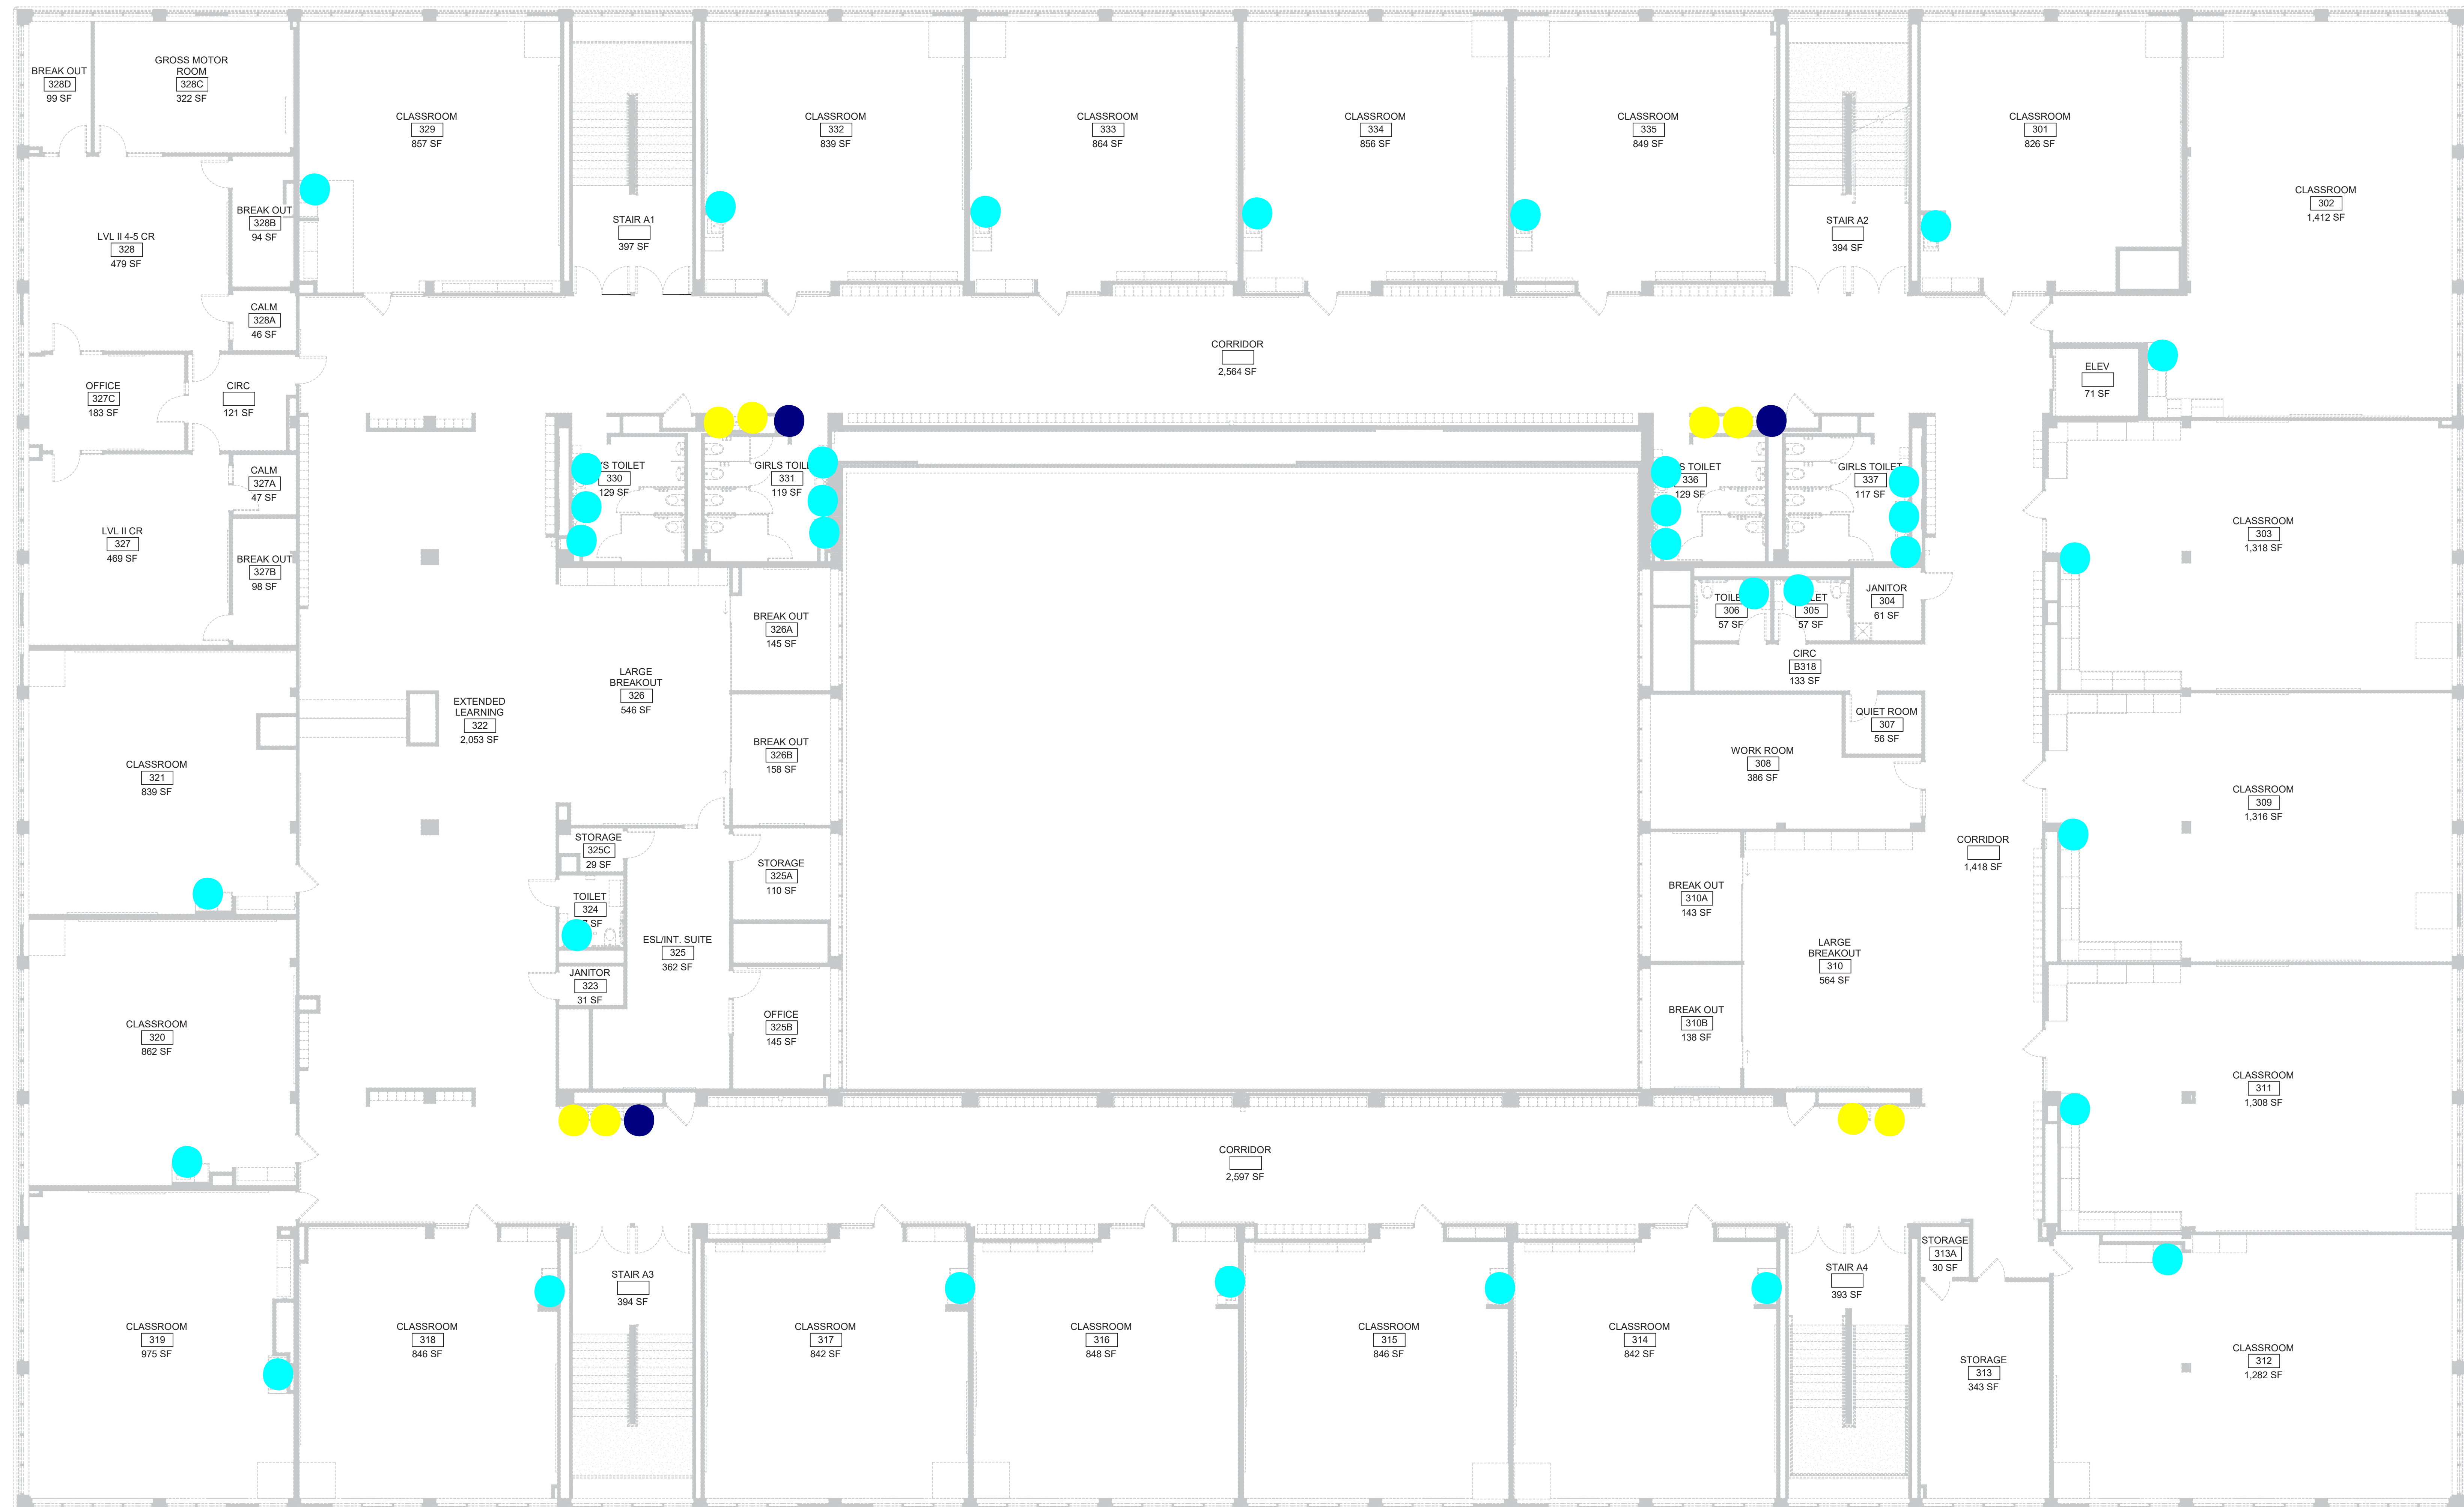 BREAK OUT
328D
99 SF
GROSS MOTOR
ROOM
328C
322 SF
CLASSROOM
329
857 SF
CLASSROOM
332
839 SF
CLASSROOM
333
864 SF
CLASSROOM
334
856 SF
CLASSROOM
335
849 SF
CLASSROOM
301
826 SF
CLASSROOM
302
1,412 SF
BREAK OUT
328B
94 SF
LVL II 4-5 CR
328
479 SF
STAIR A1
397 SF
STAIR A2
394 SF
CALM
328A
46 SF
CORRIDOR
2,564 SF
ELEV
71 SF
OFFICE
327C
183 SF
CIRC
121 SF
CALM
327A
47 SF
YS TOILET
330
129 SF
GIRLS TOIL
331
119 SF
S TOILET
336
129 SF
GIRLS TOILET
337
117 SF
LVL II CR
327
469 SF
BREAK OUT
327B
98 SF
CLASSROOM
303
1,318 SF
BREAK OUT
326A
145 SF
TOILE
306
57 SF
LET
305
57 SF
JANITOR
304
61 SF
CIRC
B318
133 SF
LARGE
BREAKOUT
326
546 SF
EXTENDED
LEARNING
322
2,053 SF
QUIET ROOM
307
56 SF
BREAK OUT
326B
158 SF
WORK ROOM
308
386 SF
CLASSROOM
321
839 SF
CLASSROOM
309
1,316 SF
STORAGE
325C
29 SF
STORAGE
325A
110 SF
CORRIDOR
1,418 SF
TOILET
324
7 SF
BREAK OUT
310A
143 SF
ESL/INT. SUITE
325
362 SF
LARGE
BREAKOUT
310
564 SF
JANITOR
323
31 SF
CLASSROOM
320
862 SF
OFFICE
325B
145 SF
BREAK OUT
310B
138 SF
CLASSROOM
311
1,308 SF
CORRIDOR
2,597 SF
STORAGE
313A
30 SF
STAIR A3
394 SF
STAIR A4
393 SF
CLASSROOM
319
975 SF
CLASSROOM
318
846 SF
CLASSROOM
317
842 SF
CLASSROOM
316
848 SF
CLASSROOM
315
846 SF
CLASSROOM
314
842 SF
STORAGE
313
343 SF
CLASSROOM
312
1,282 SF